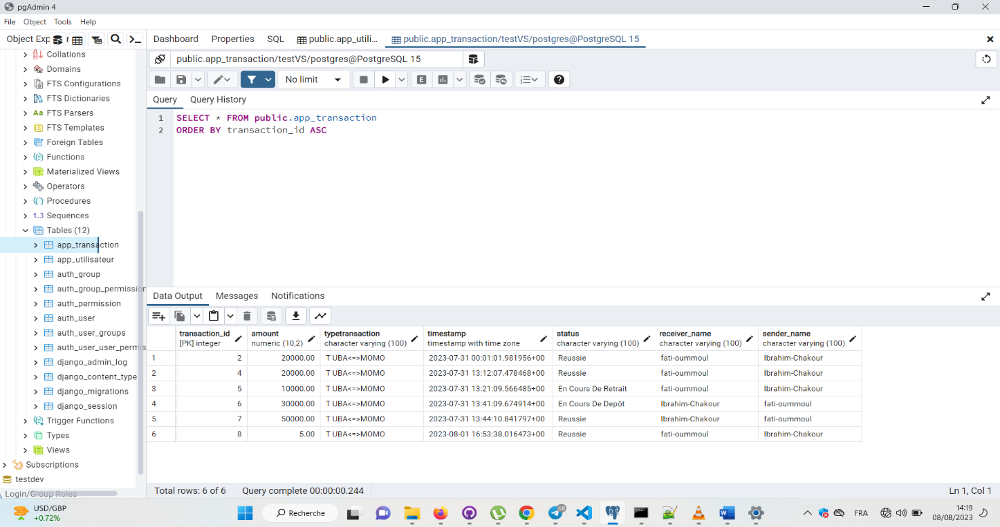 pgAdmin 4
File Object Tools Help
Object Exp
Dashboard Properties SQL public.app_utili... public.app_transaction/testVS/postgres@PostgreSQL 15
public.app_transaction/testVS/postgres@PostgreSQL 15
No limit
E
Query Query History
1 SELECT * FROM public.app_transaction
2 ORDER BY transaction_id ASC
Collations
Domains
FTS Configurations
FTS Dictionaries
Aa FTS Parsers
FTS Templates
Foreign Tables
Functions
Materialized Views
Operators
Procedures
1..3 Sequences
Tables (12)
app_transaction
app_utilisateur
auth_group
auth_group_permission
auth_permission
auth_user
auth_user_groups
auth_user_user_permis
django_admin_log
django_content_type
django_migrations
django_session
Trigger Functions
Types
Views
Subscriptions
testdev
Login/Group Roles
Data Output Messages Notifications
transaction_id amount typetransaction timestamp status receiver_name sender_name
[PK] integer numeric (10,2) character varying (100) timestamp with time zone character varying (100) character varying (100) character varying (100)
1 2 20000.00 T UBA<=>MOMO 2023-07-31 00:01:01.981956+00 Reussie fati-oummoul Ibrahim-Chakour
2 4 20000.00 T UBA<=>MOMO 2023-07-31 13:12:07.478468+00 Reussie fati-oummoul Ibrahim-Chakour
3 5 10000.00 T UBA<=>MOMO 2023-07-31 13:21:09.566485+00 En Cours De Retrait fati-oummoul Ibrahim-Chakour
4 6 30000.00 T UBA<=>MOMO 2023-07-31 13:41:09.674914+00 En Cours De Depôt Ibrahim-Chakour fati-oummoul
5 7 50000.00 T UBA<=>MOMO 2023-07-31 13:44:10.841797+00 Reussie Ibrahim-Chakour fati-oummoul
6 8 5.00 T UBA<=>MOMO 2023-08-01 16:53:38.016473+00 Reussie fati-oummoul Ibrahim-Chakour
Total rows: 6 of 6 Query complete 00:00:00.244 Ln 1, Col 1
USD/GBP
+0.72%
Recherche
68
FRA
14:19
08/08/2023